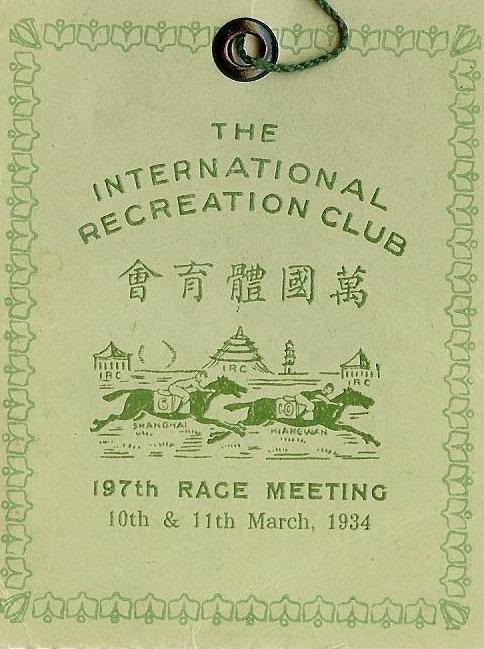 THE
INTERNATIONAL
RECREATION CLUB
萬國體育會
IRC IRC IRC
SHANGHAI KIANGWAN
197th RACE MEETING
10th & 11th March, 1934